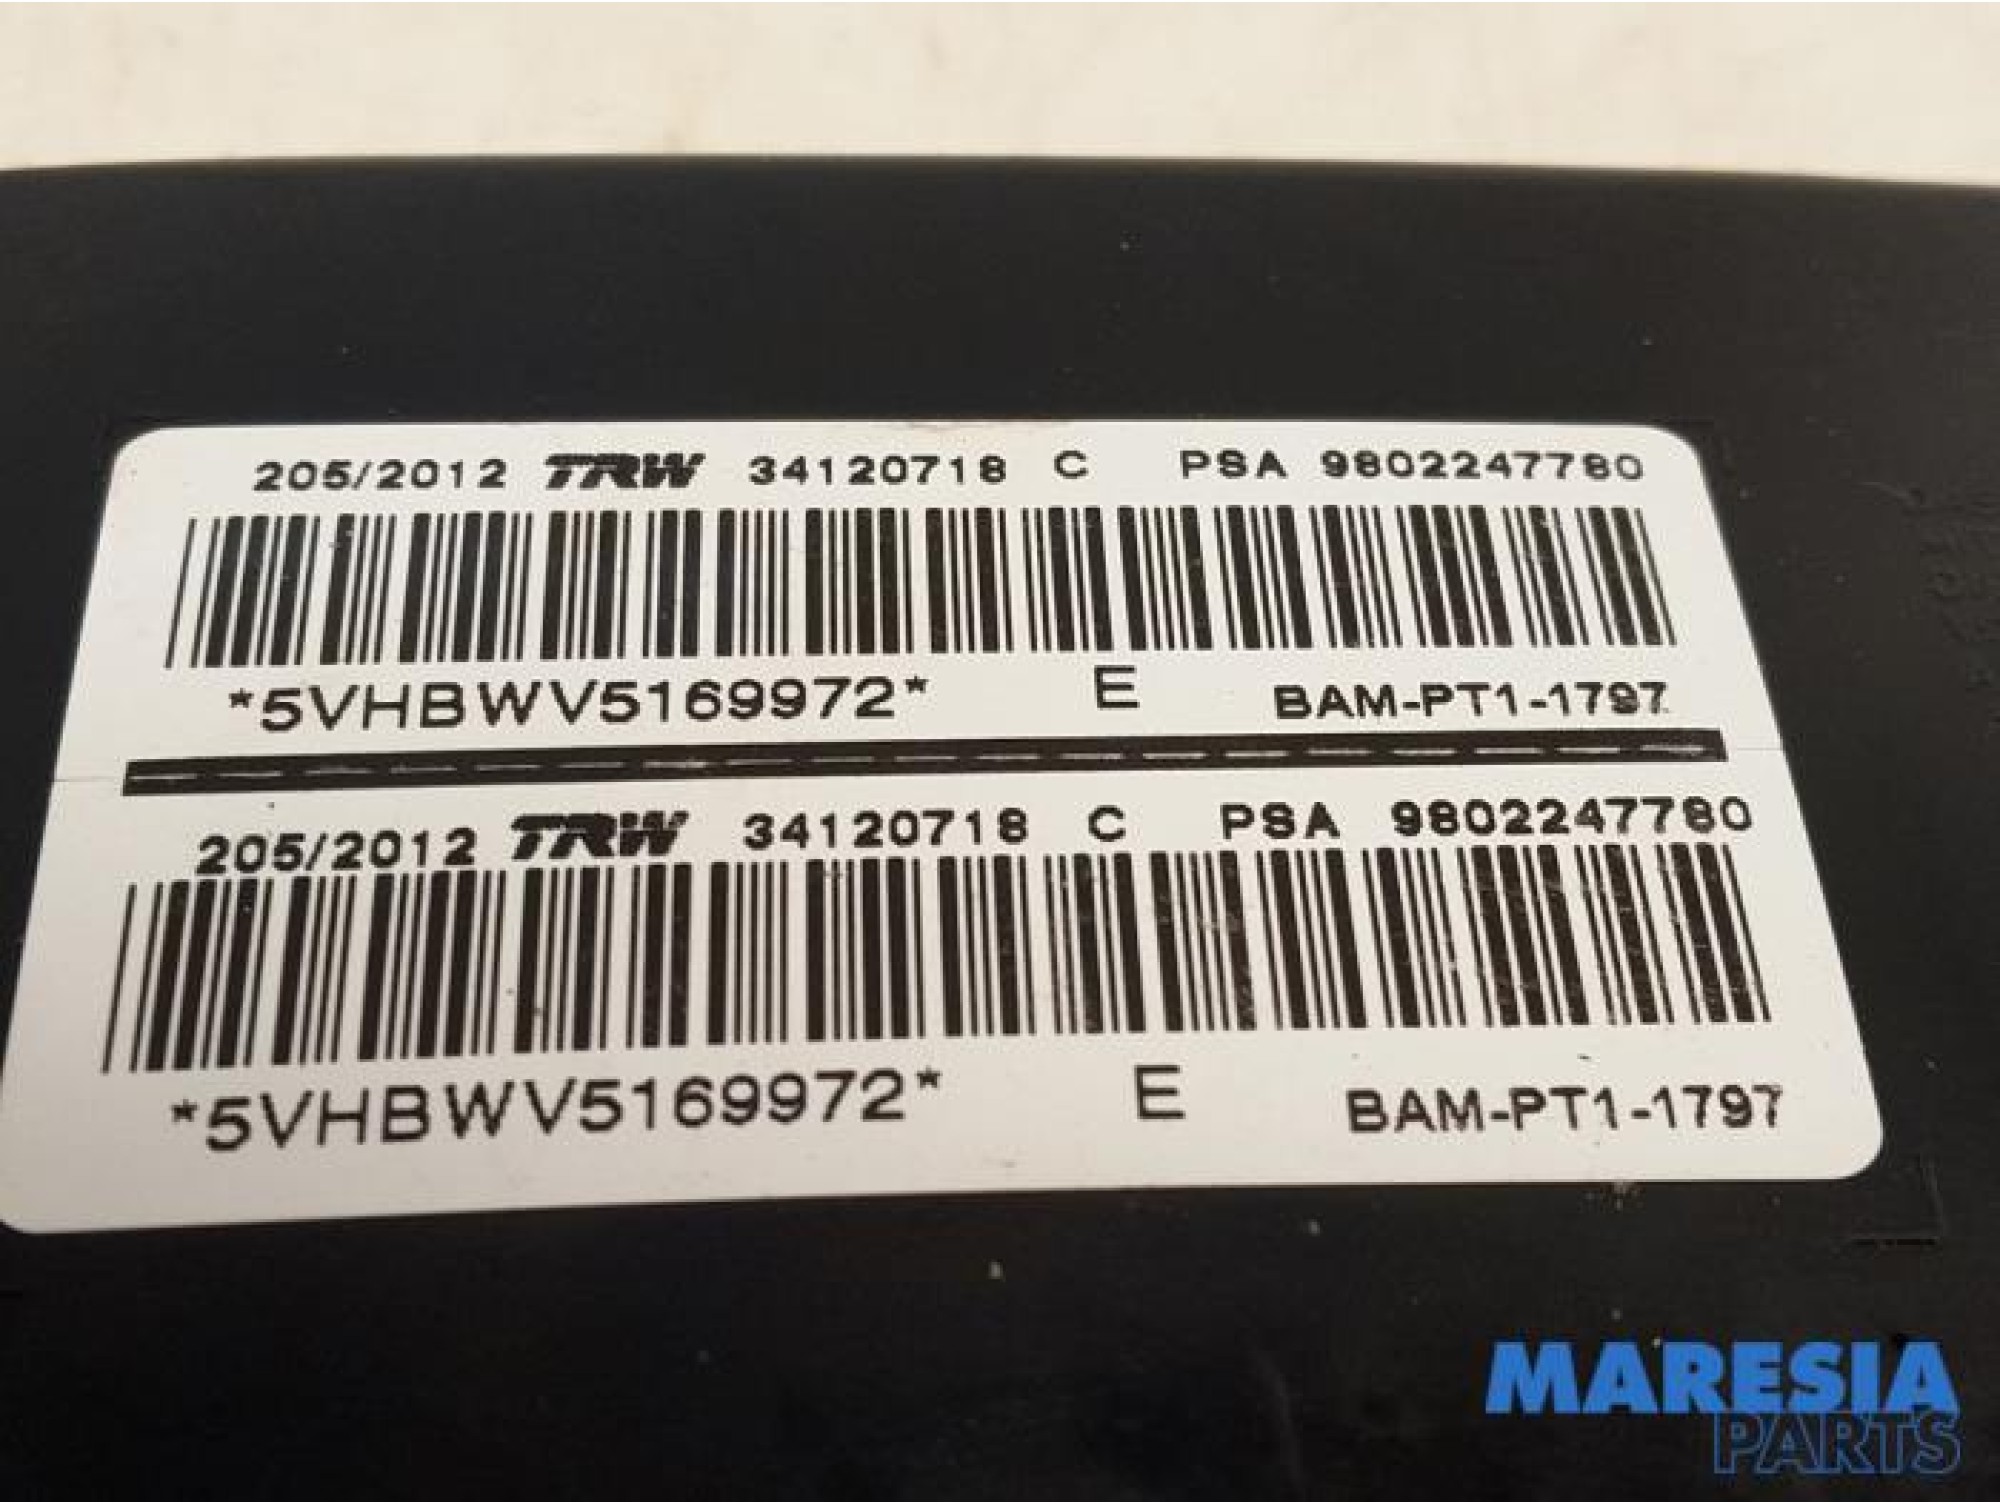 205/2012 TRW 34120718 C PSA 9802247780
*5VHBWV5169972* E BAM-PT1-1797
205/2012 TRW 34120718 C PSA 9802247780
*5VHBWV5169972* E BAM-PT1-1797
MARESIA
PARTS